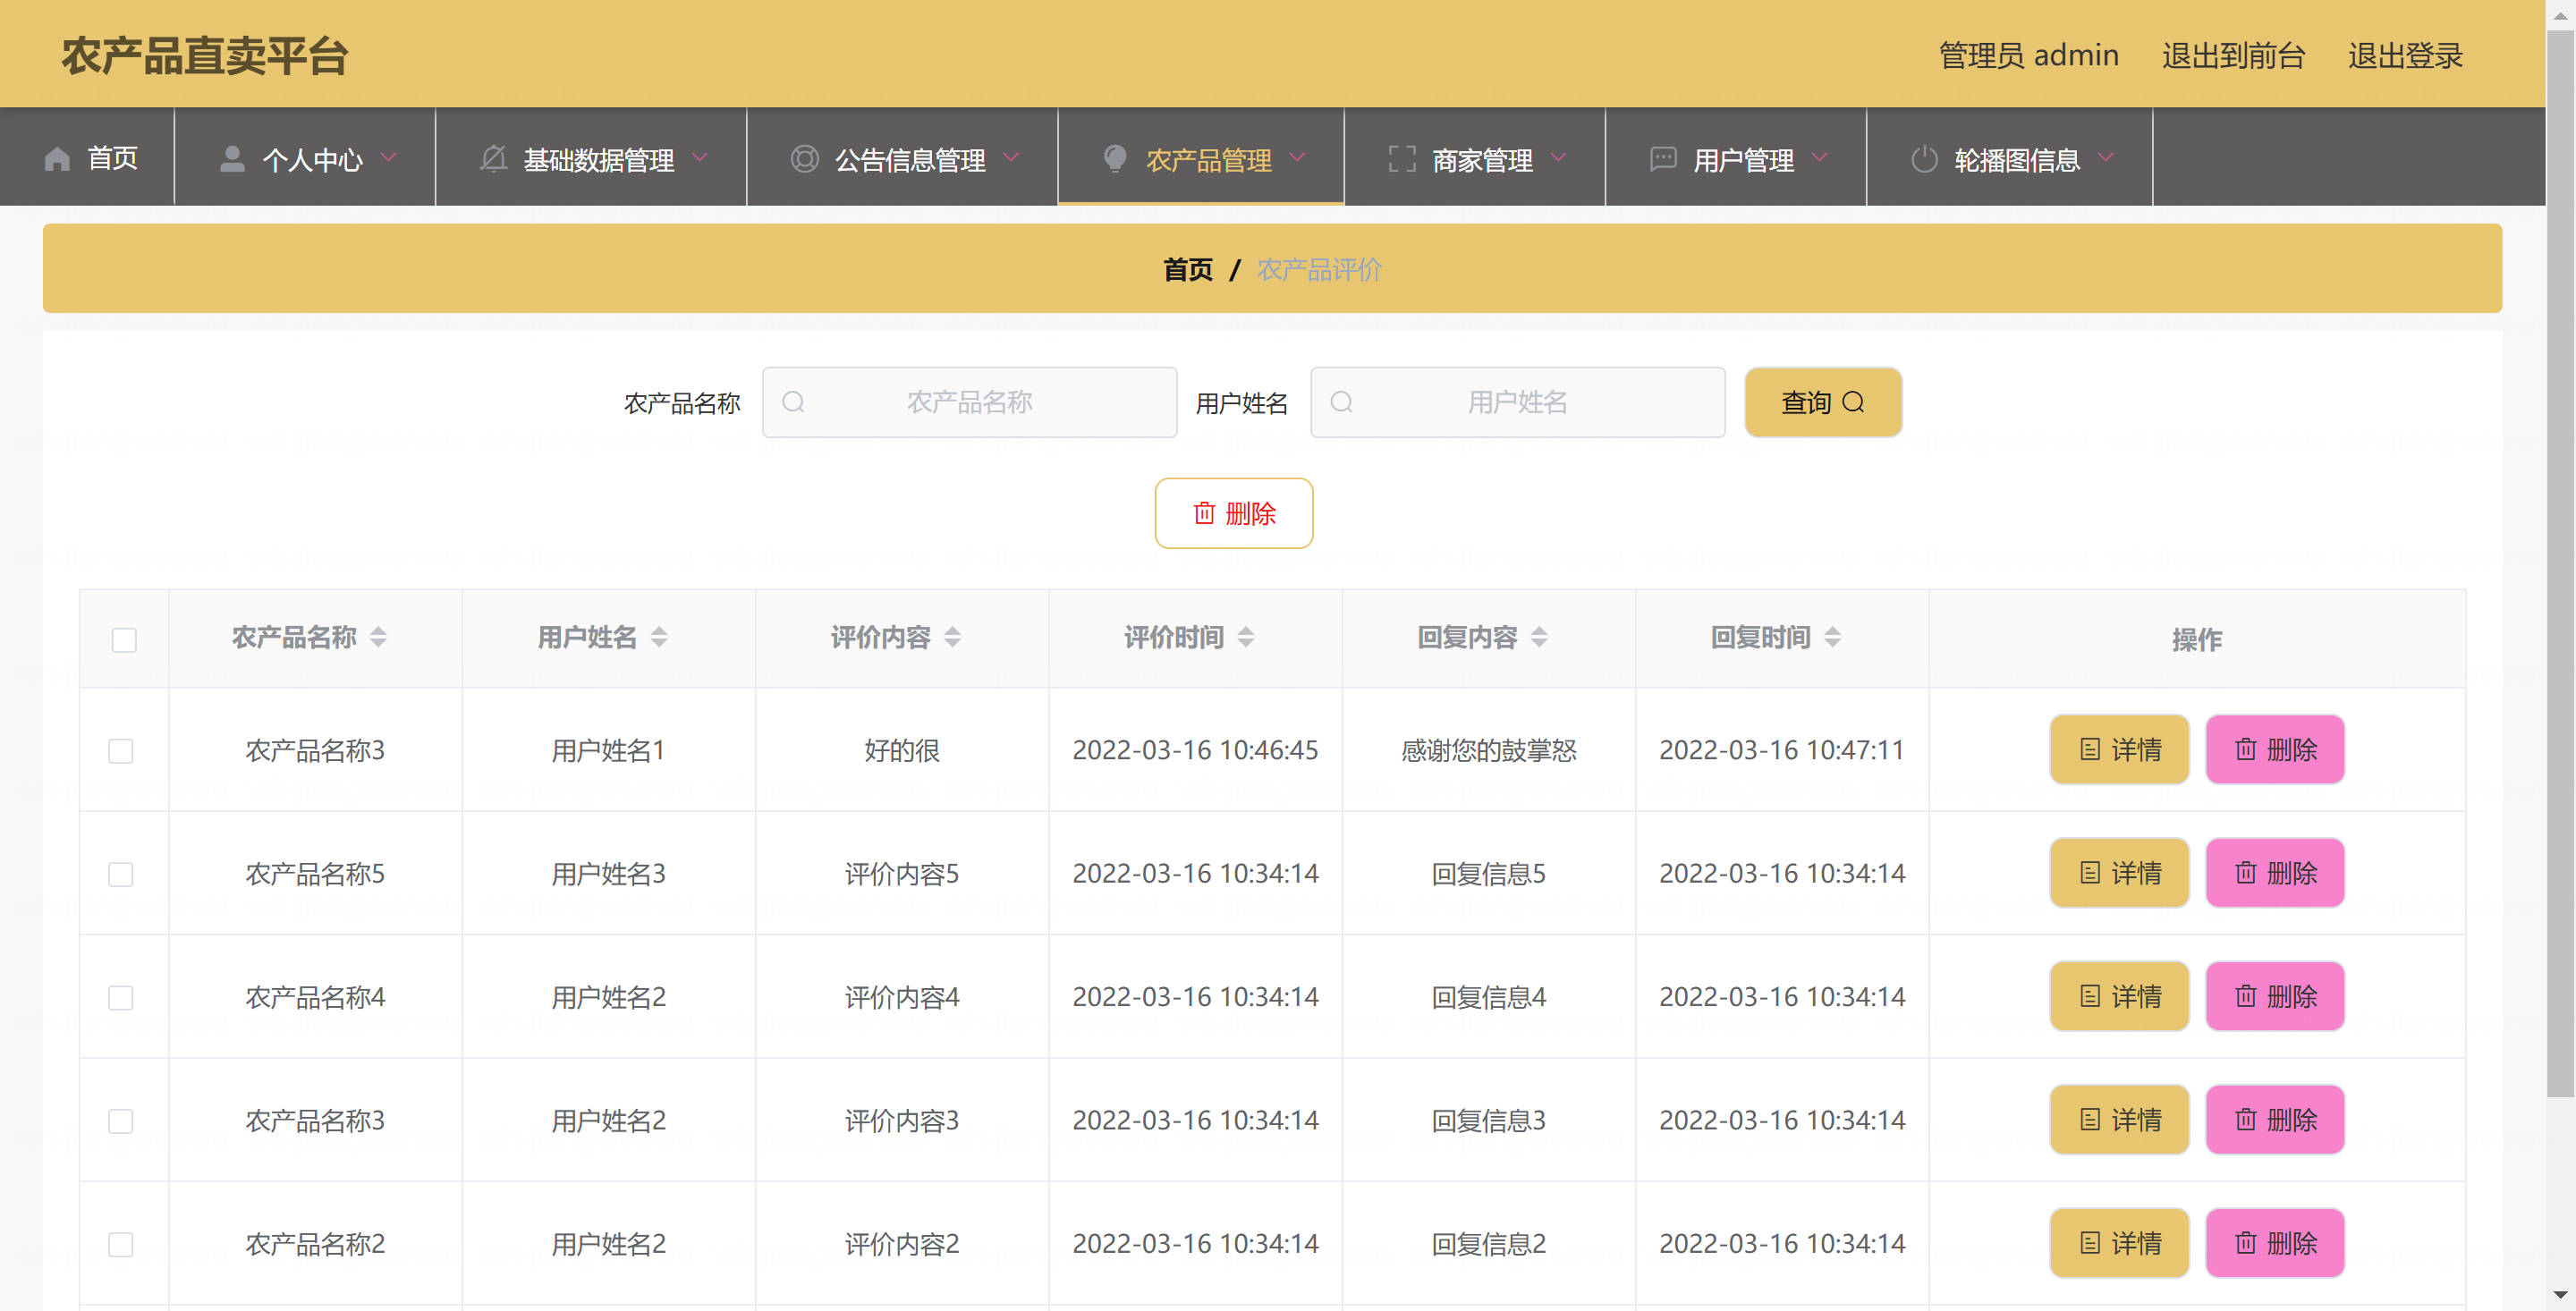 农产品直卖平台
管理员 admin 退出到前台 退出登录
首页 个人中心 基础数据管理 公告信息管理 农产品管理 商家管理 用户管理 轮播图信息
首页 / 农产品评价
农产品名称 农产品名称 用户姓名 用户姓名 查询
删除
农产品名称 用户姓名 评价内容 评价时间 回复内容 回复时间 操作
农产品名称3 用户姓名1 好的很 2022-03-16 10:46:45 感谢您的鼓掌怒 2022-03-16 10:47:11 详情 删除
农产品名称5 用户姓名3 评价内容5 2022-03-16 10:34:14 回复信息5 2022-03-16 10:34:14 详情 删除
农产品名称4 用户姓名2 评价内容4 2022-03-16 10:34:14 回复信息4 2022-03-16 10:34:14 详情 删除
农产品名称3 用户姓名2 评价内容3 2022-03-16 10:34:14 回复信息3 2022-03-16 10:34:14 详情 删除
农产品名称2 用户姓名2 评价内容2 2022-03-16 10:34:14 回复信息2 2022-03-16 10:34:14 详情 删除